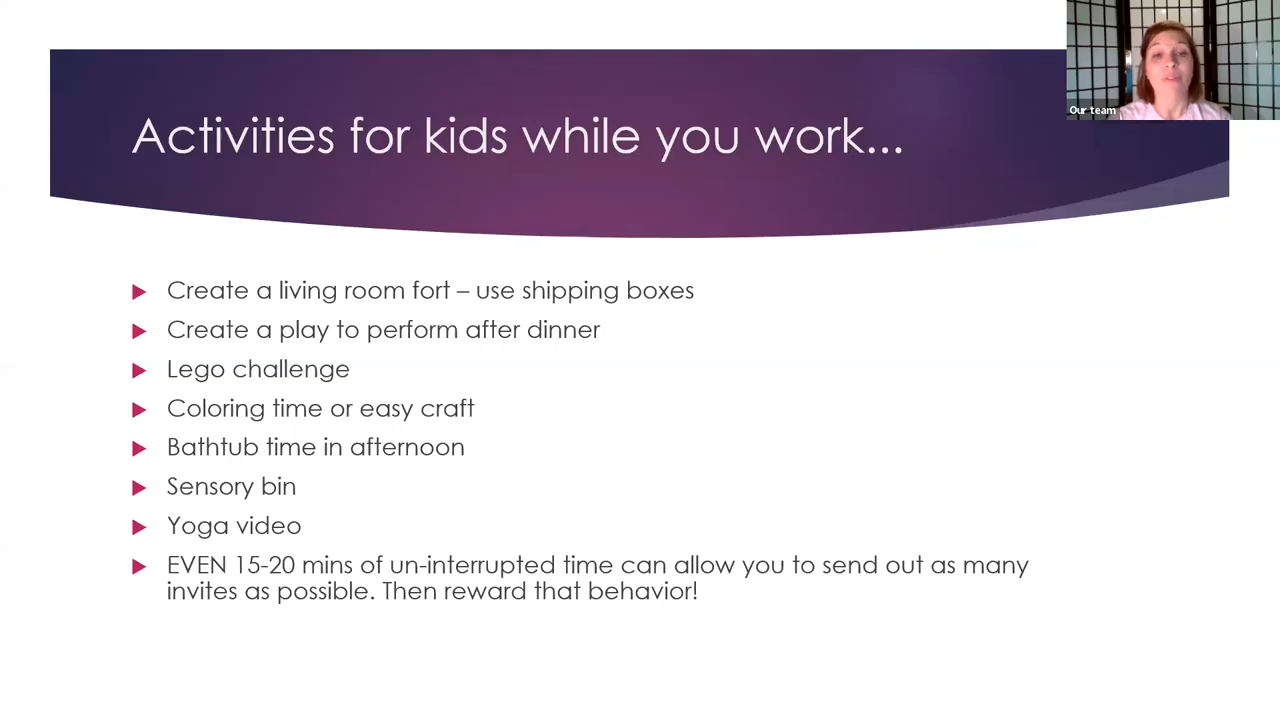 Activities for kids while you work...
Our team
Create a living room fort – use shipping boxes
Create a play to perform after dinner
Lego challenge
Coloring time or easy craft
Bathtub time in afternoon
Sensory bin
Yoga video
EVEN 15-20 mins of un-interrupted time can allow you to send out as many
invites as possible. Then reward that behavior!